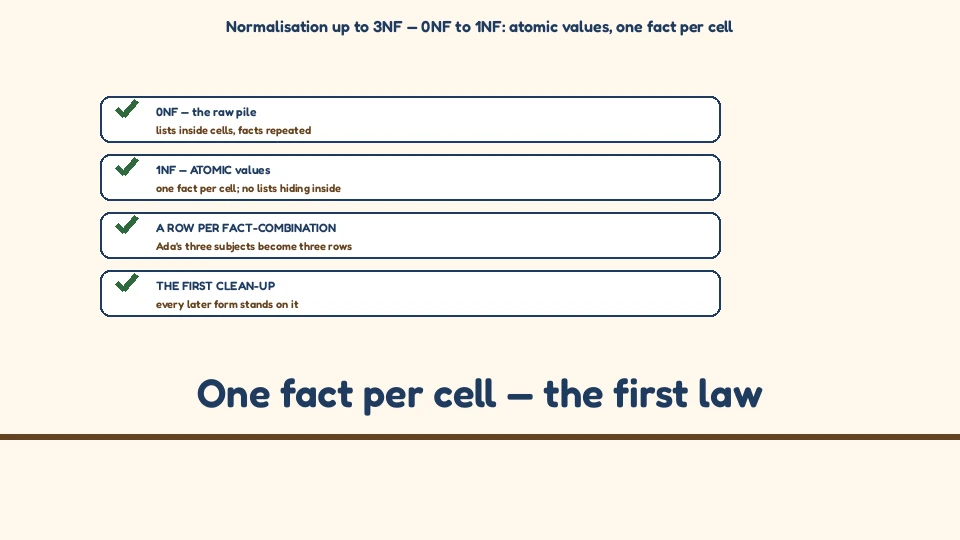 Normalisation up to 3NF — 0NF to 1NF: atomic values, one fact per cell
0NF — the raw pile
lists inside cells, facts repeated
1NF — ATOMIC values
one fact per cell; no lists hiding inside
A ROW PER FACT-COMBINATION
Ada's three subjects become three rows
THE FIRST CLEAN-UP
every later form stands on it
One fact per cell — the first law